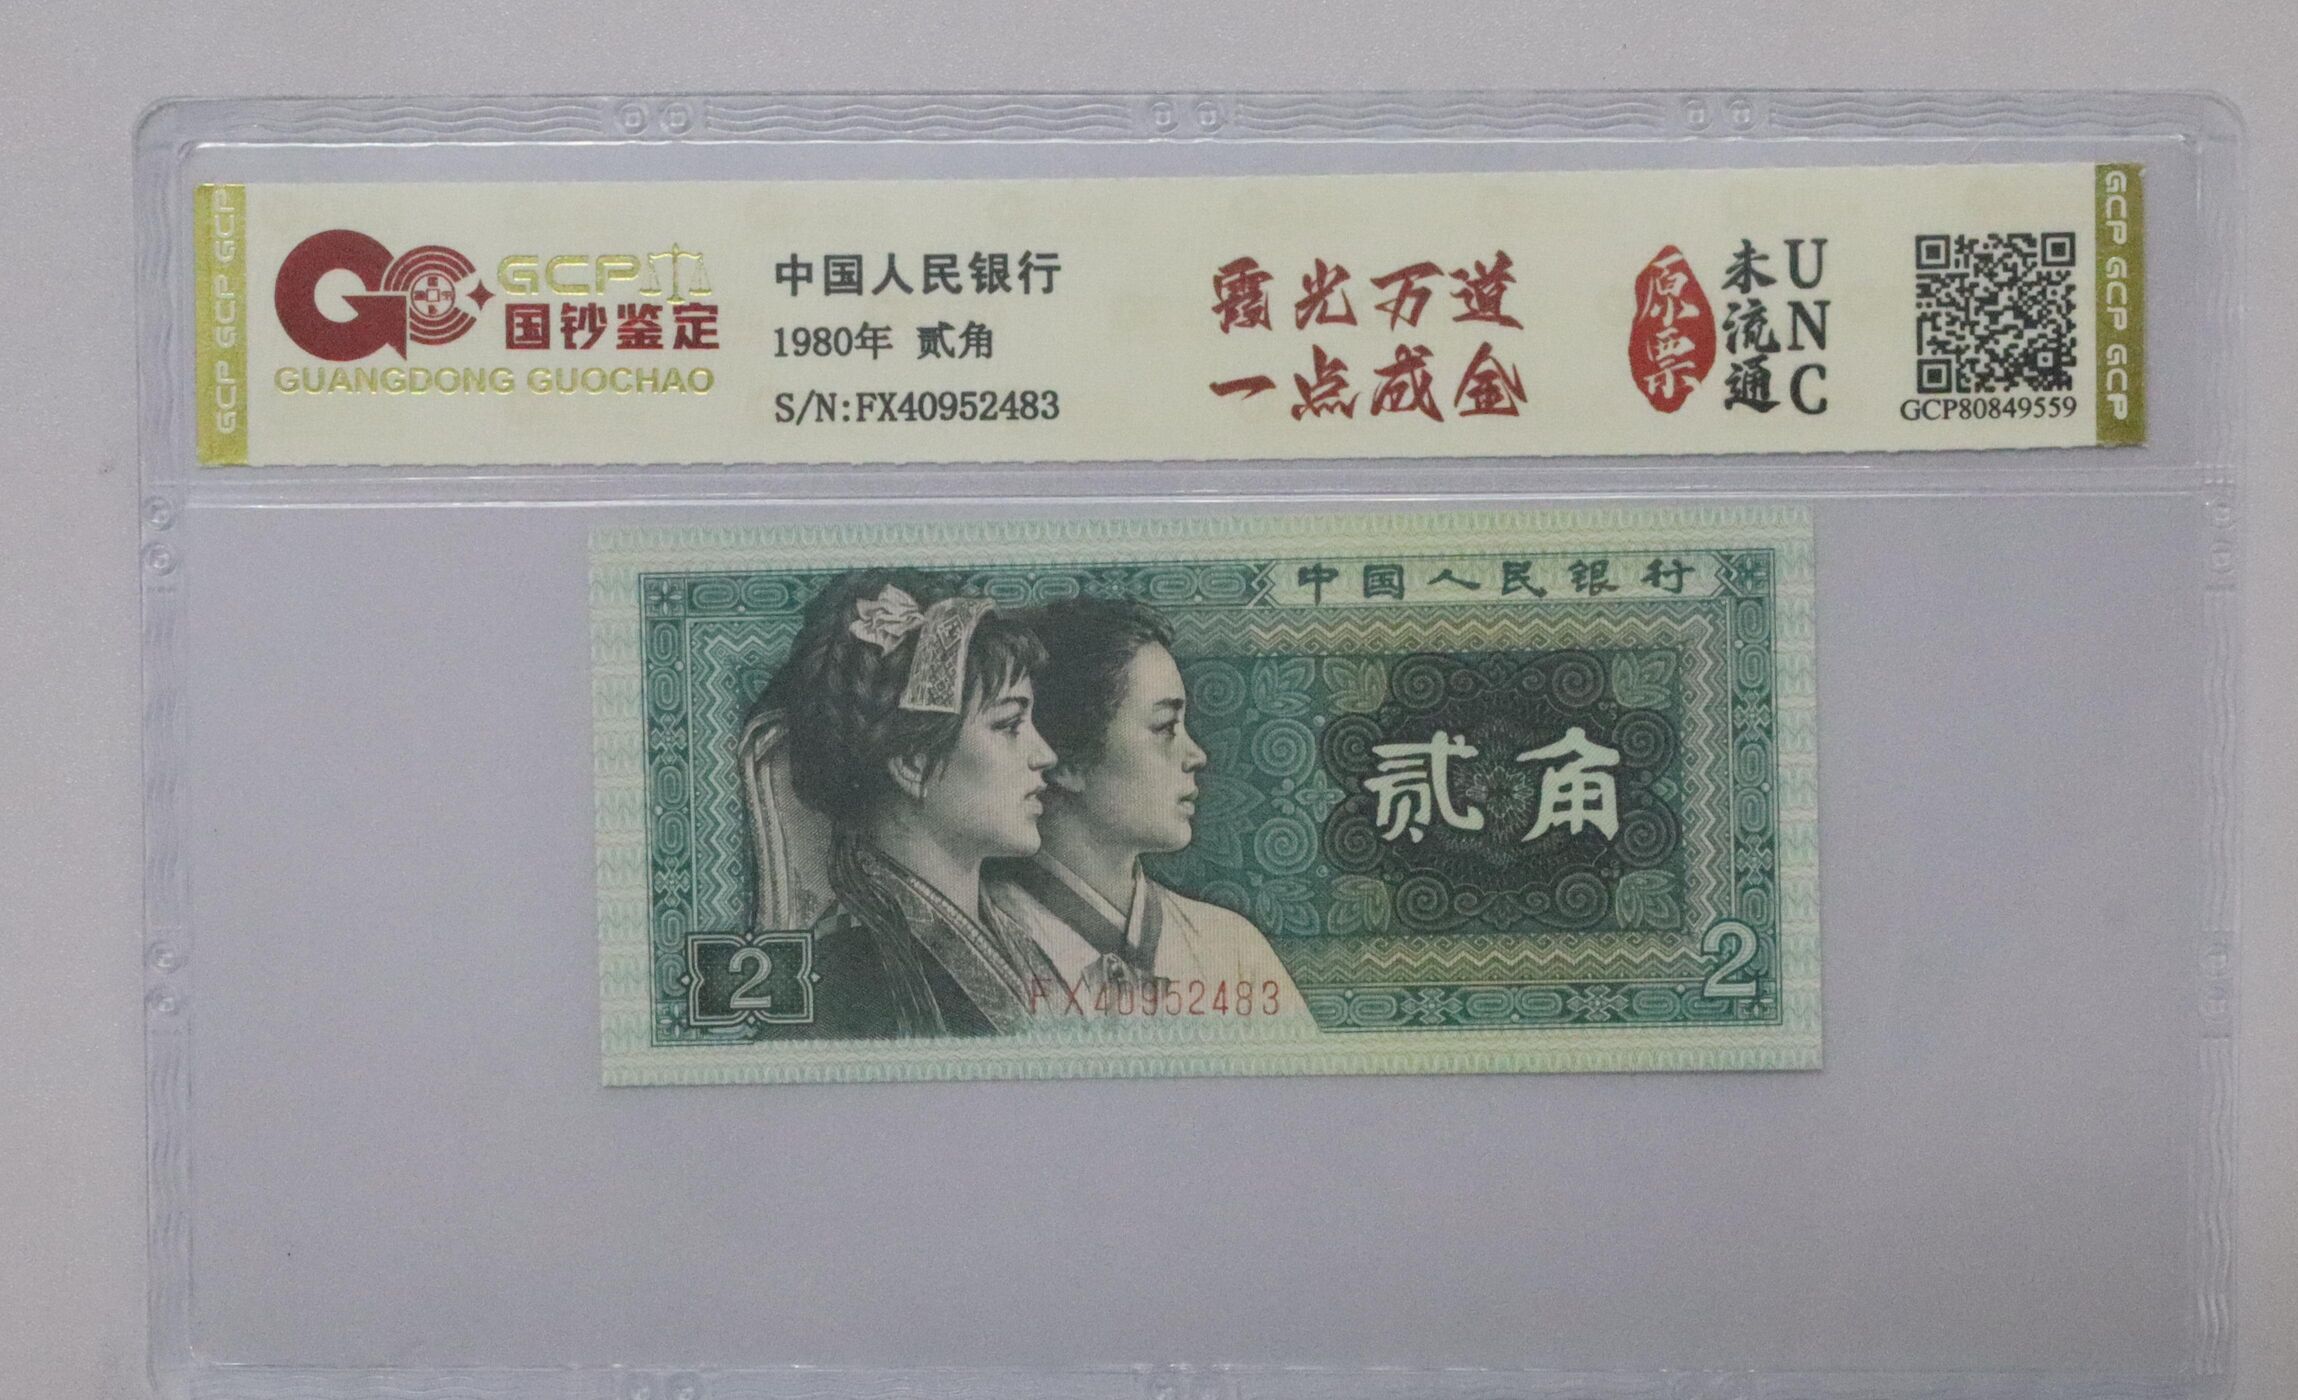 GCP GCP GCP
GCP
国钞鉴定
GUANGDONG GUOCHAO
中国人民银行
1980年 贰角
S/N:FX40952483
霞光万道
一点成金
原票
未流通
UNC
GCP80849559
GCP GCP GCP
中国人民银行
贰角
2
2
FX40952483